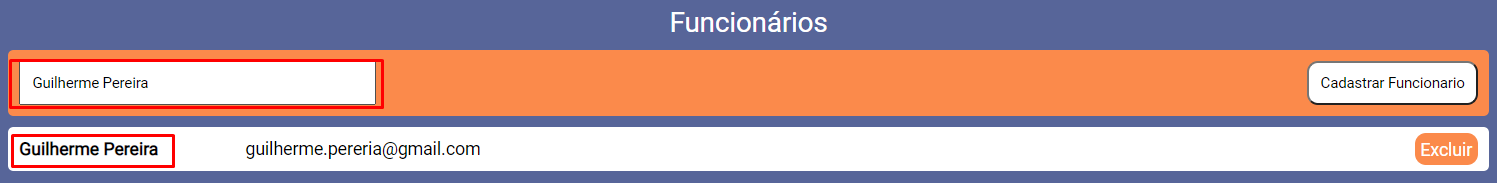 Funcionários
Guilherme Pereira
Cadastrar Funcionario
Guilherme Pereira
guilherme.pereria@gmail.com
Excluir